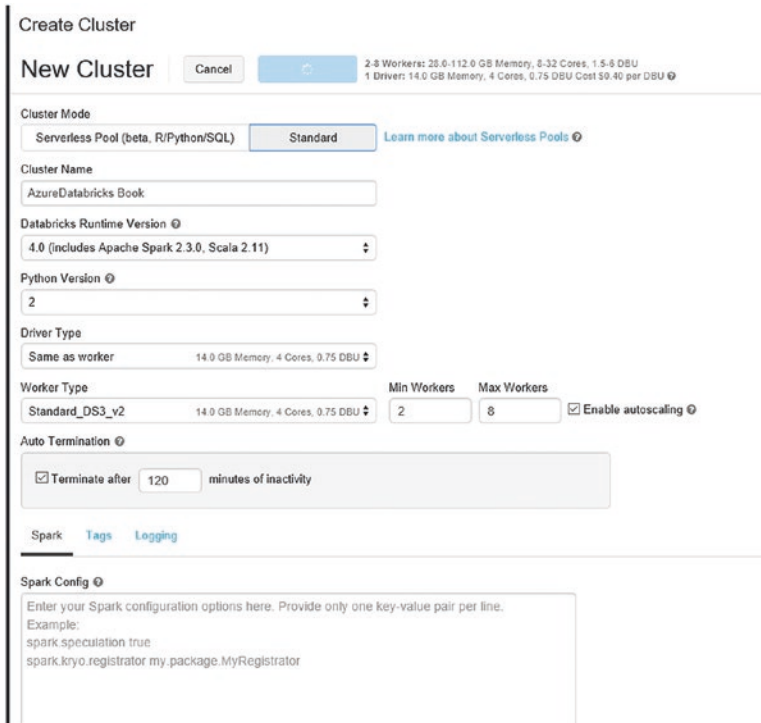 Create Cluster
New Cluster Cancel 2-8 Workers: 28.0-112.0 GB Memory, 8-32 Cores, 1.5-6 DBU
1 Driver: 14.0 GB Memory, 4 Cores, 0.75 DBU Cost $0.40 per DBU
Cluster Mode
Serverless Pool (beta, R/Python/SQL) Standard Learn more about Serverless Pools
Cluster Name
AzureDatabricks Book
Databricks Runtime Version
4.0 (includes Apache Spark 2.3.0, Scala 2.11)
Python Version
2
Driver Type
Same as worker 14.0 GB Memory, 4 Cores, 0.75 DBU
Worker Type Min Workers Max Workers
Standard_DS3_v2 14.0 GB Memory, 4 Cores, 0.75 DBU 2 8 Enable autoscaling
Auto Termination
Terminate after 120 minutes of inactivity
Spark Tags Logging
Spark Config
Enter your Spark configuration options here. Provide only one key-value pair per line.
Example:
spark.speculation true
spark.kryo.registrator my.package.MyRegistrator